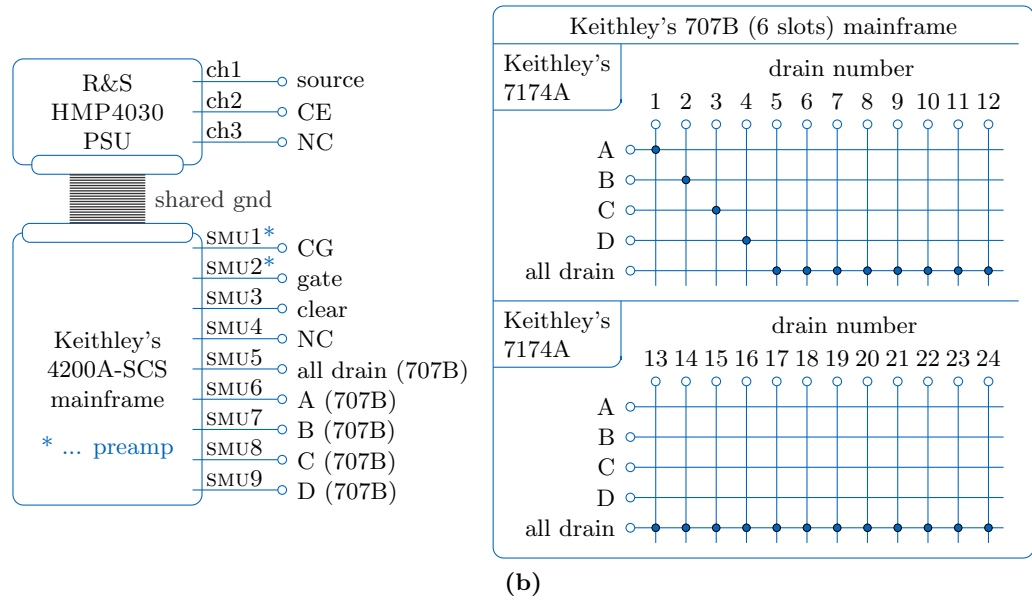 R&S
HMP4030
PSU
ch1
source
ch2
CE
ch3
NC
shared gnd
Keithley's
4200A-SCS
mainframe
* ... preamp
SMU1*
CG
SMU2*
gate
SMU3
clear
SMU4
NC
SMU5
all drain (707B)
SMU6
A (707B)
SMU7
B (707B)
SMU8
C (707B)
SMU9
D (707B)
Keithley's 707B (6 slots) mainframe
Keithley's
7174A
drain number
1 2 3 4 5 6 7 8 9 10 11 12
A
B
C
D
all drain
Keithley's
7174A
drain number
13 14 15 16 17 18 19 20 21 22 23 24
A
B
C
D
all drain
(b)